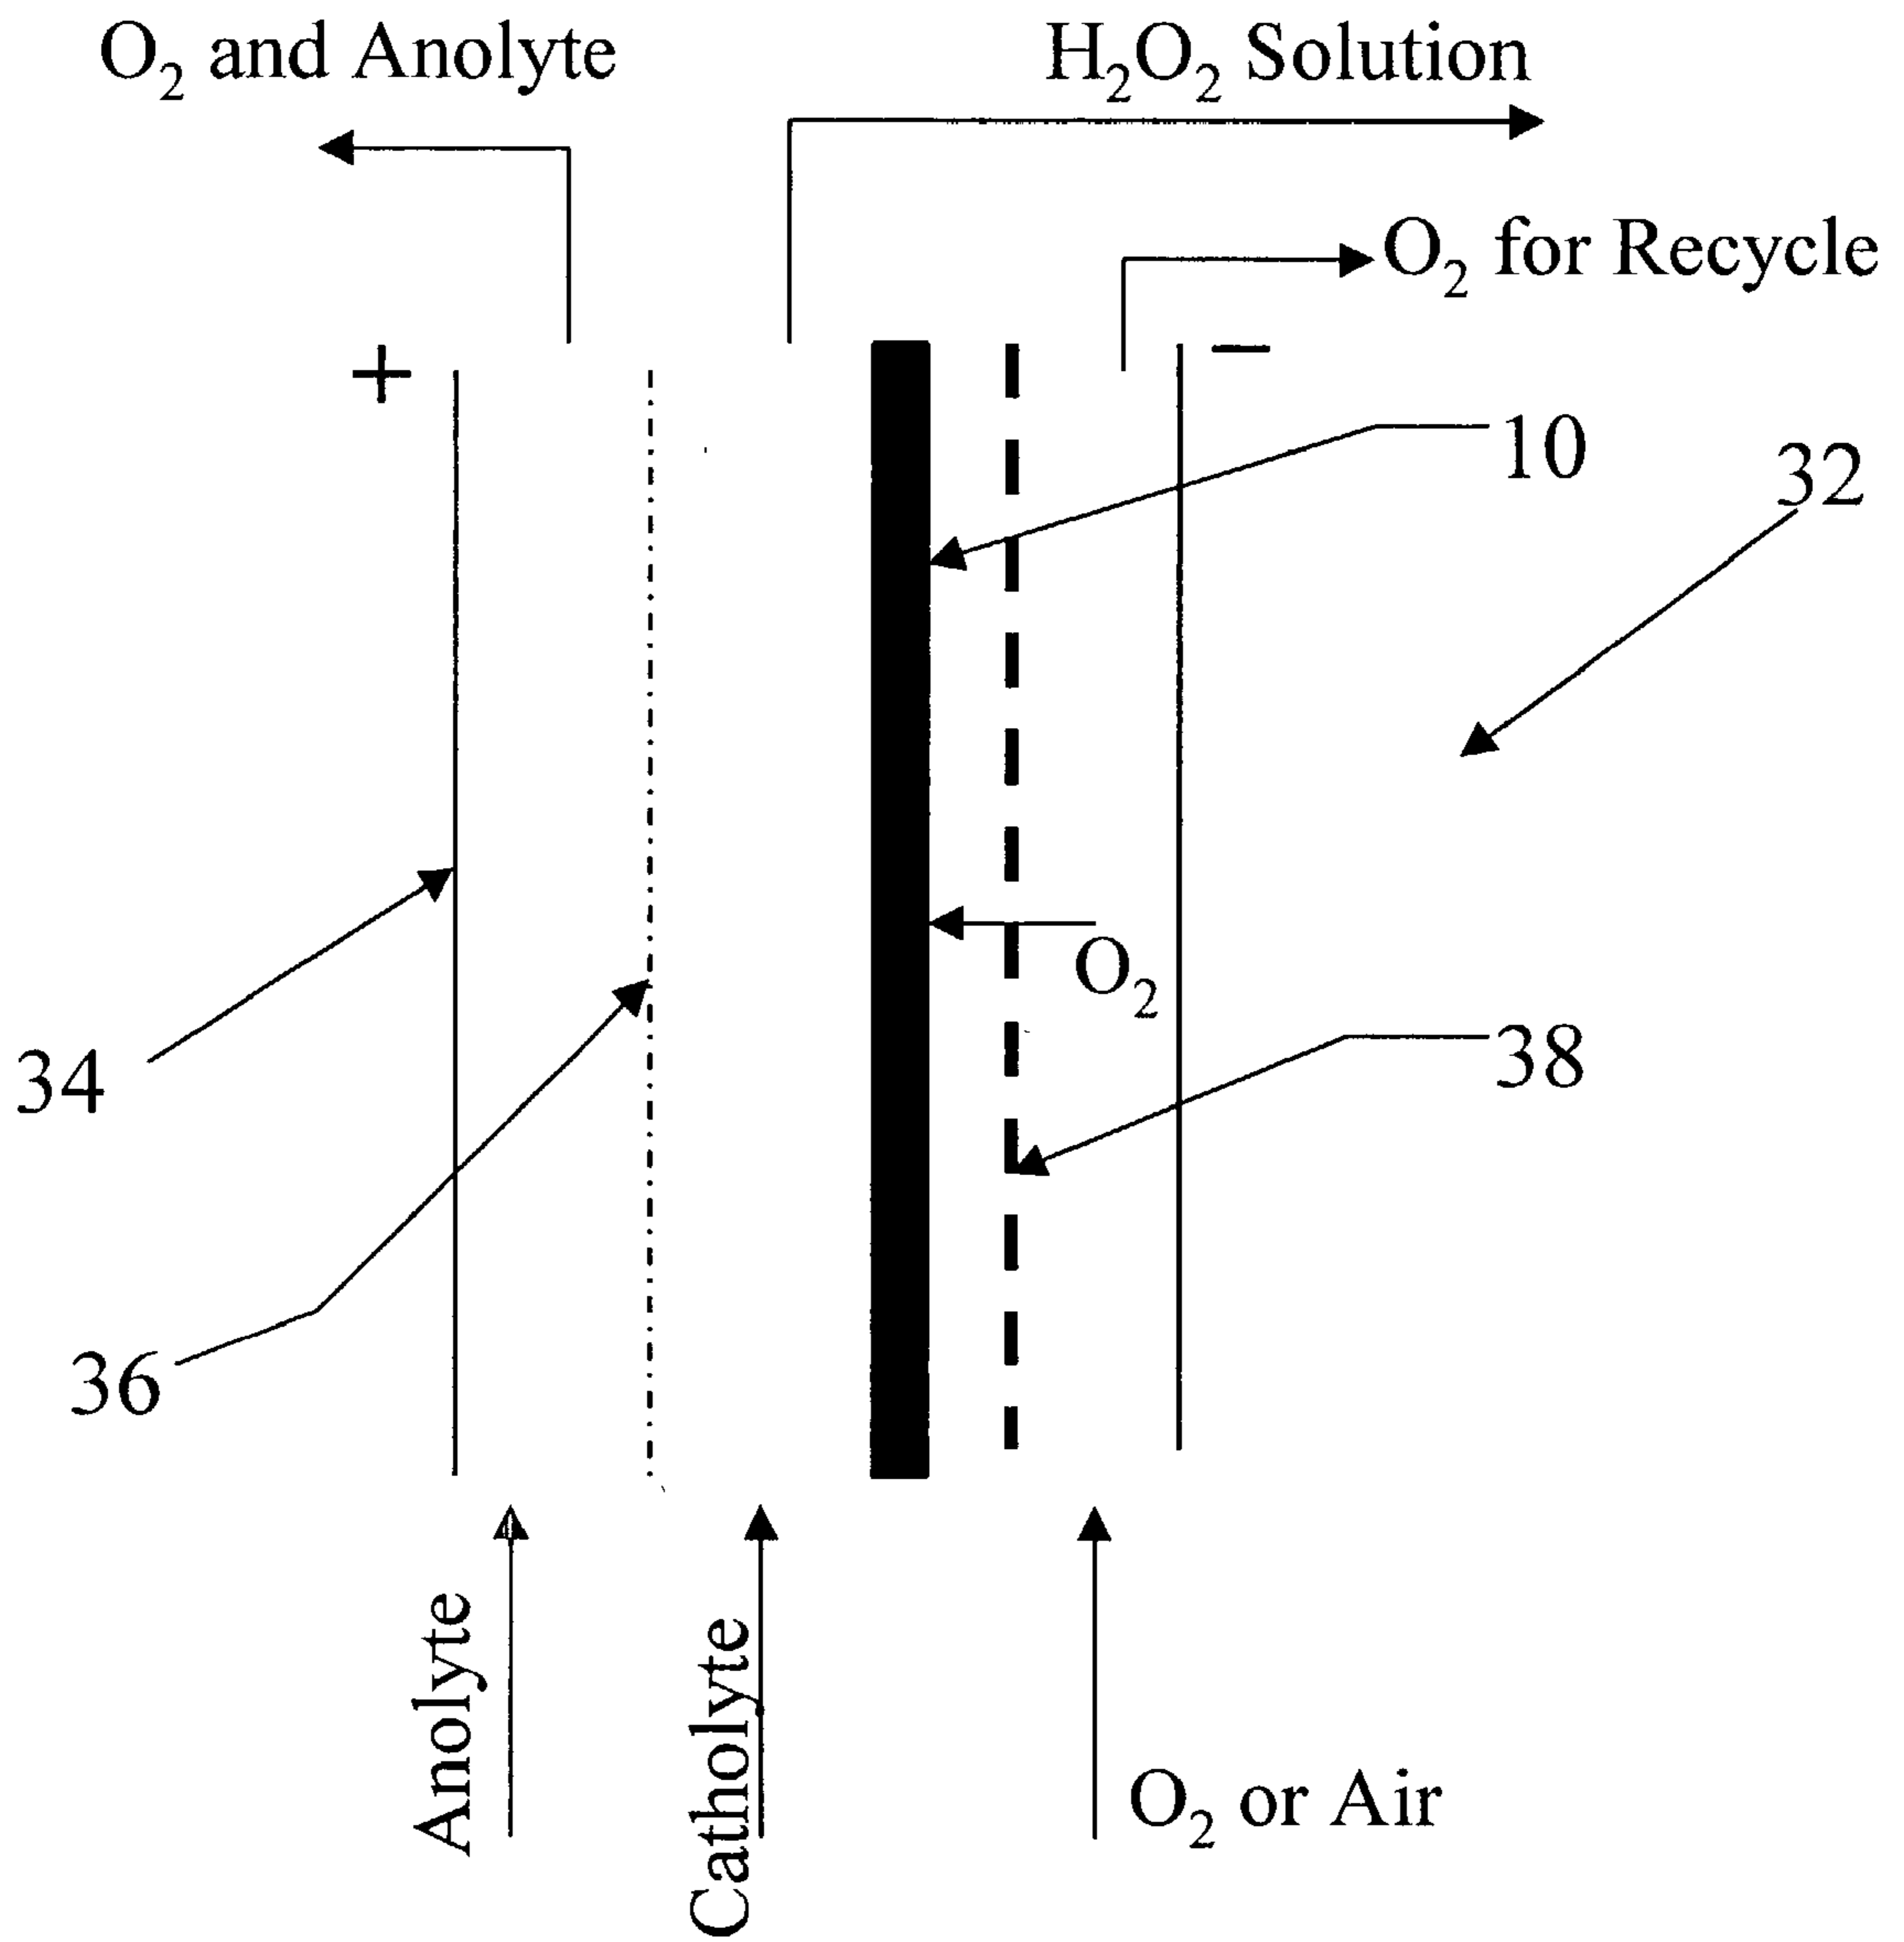 O₂ and Anolyte
H₂O₂ Solution
O₂ for Recycle
+
−
10
32
O₂
34
38
36
Anolyte
Catholyte
O₂ or Air